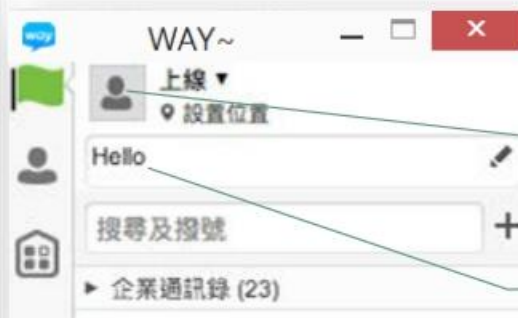 way
WAY~
上線 ▼
設置位置
Hello
搜尋及撥號
▶ 企業通訊錄 (23)